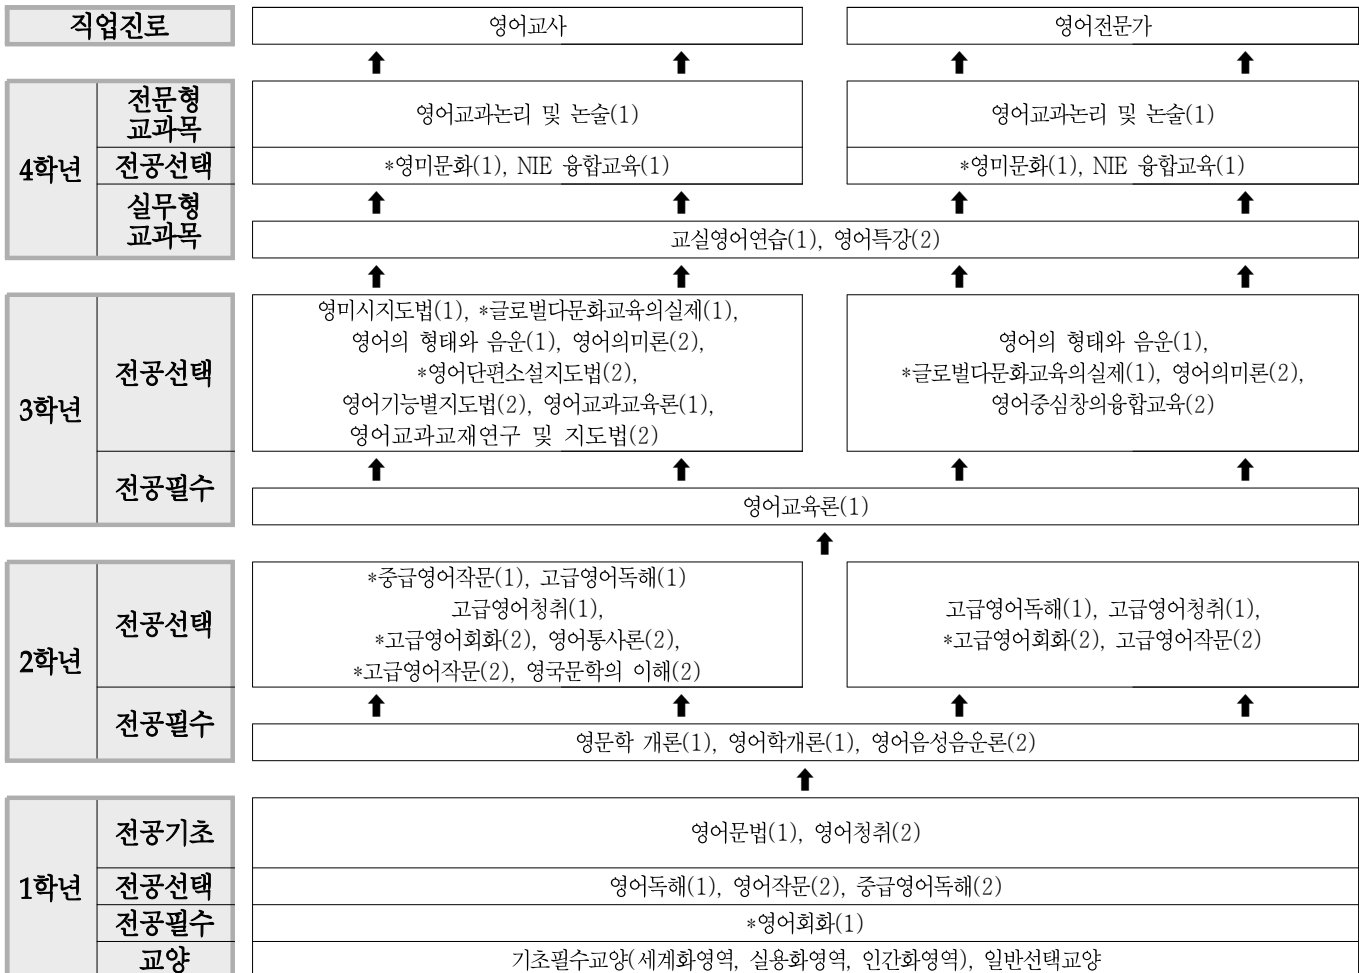 직업진로
영어교사
영어전문가
4학년
전문형
교과목
영어교과논리 및 논술(1)
영어교과논리 및 논술(1)
전공선택
*영미문화(1), NIE 융합교육(1)
*영미문화(1), NIE 융합교육(1)
실무형
교과목
교실영어연습(1), 영어특강(2)
3학년
전공선택
영미시지도법(1), *글로벌다문화교육의실제(1),
영어의 형태와 음운(1), 영어의미론(2),
*영어단편소설지도법(2),
영어기능별지도법(2), 영어교과교육론(1),
영어교과교재연구 및 지도법(2)
영어의 형태와 음운(1),
*글로벌다문화교육의실제(1), 영어의미론(2),
영어중심창의융합교육(2)
전공필수
영어교육론(1)
2학년
전공선택
*중급영어작문(1), 고급영어독해(1)
고급영어청취(1),
*고급영어회화(2), 영어통사론(2),
*고급영어작문(2), 영국문학의 이해(2)
고급영어독해(1), 고급영어청취(1),
*고급영어회화(2), 고급영어작문(2)
전공필수
영문학 개론(1), 영어학개론(1), 영어음성음운론(2)
1학년
전공기초
영어문법(1), 영어청취(2)
전공선택
영어독해(1), 영어작문(2), 중급영어독해(2)
전공필수
*영어회화(1)
교양
기초필수교양(세계화영역, 실용화영역, 인간화영역), 일반선택교양